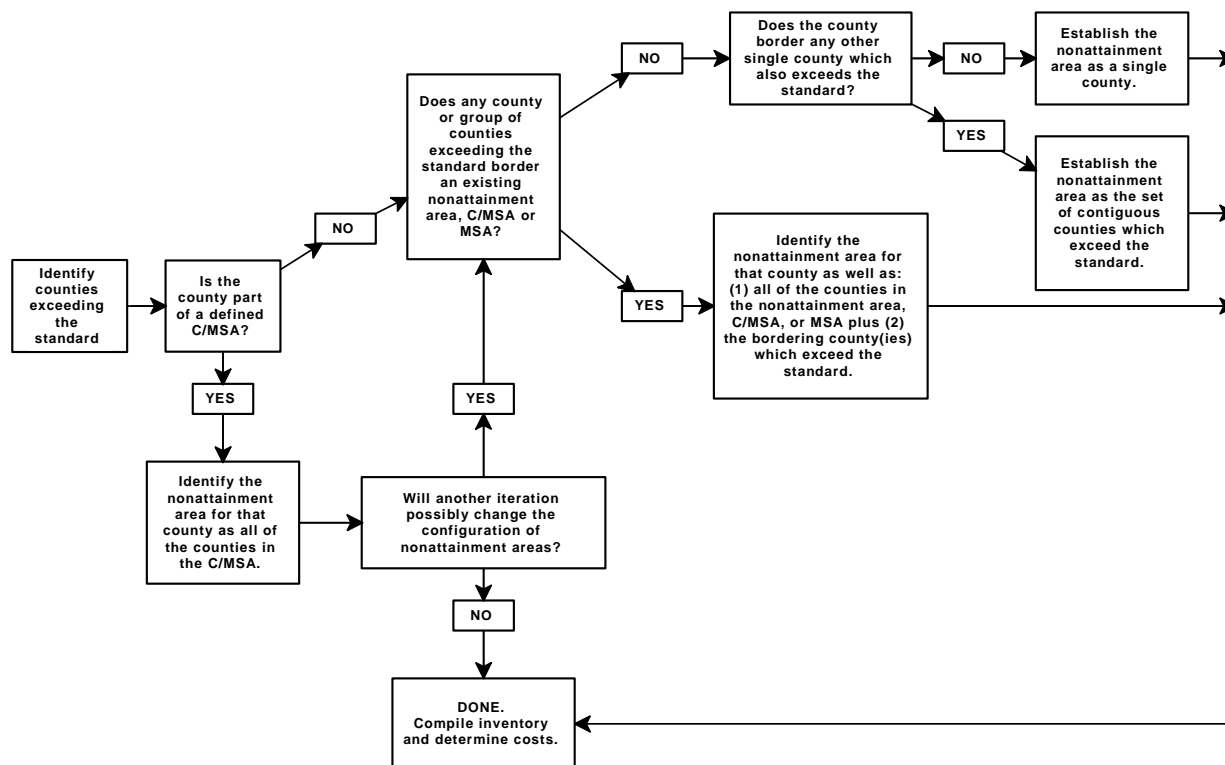 Identify
counties
exceeding
the
standard
Is the
county part
of a defined
C/MSA?
NO
YES
Does any county
or group of
counties
exceeding the
standard border
an existing
nonattainment
area, C/MSA or
MSA?
NO
Does the county
border any other
single county which
also exceeds the
standard?
NO
Establish the
nonattainment
area as a single
county.
YES
Establish the
nonattainment
area as the set
of contiguous
counties which
exceed the
standard.
YES
Identify the
nonattainment area for
that county as well as:
(1) all of the counties
in the nonattainment area,
C/MSA, or MSA plus (2)
the bordering county(ies)
which exceed the
standard.
Identify the
nonattainment
area for that
county as all of
the counties in
the C/MSA.
YES
Will another iteration
possibly change the
configuration of
nonattainment areas?
NO
DONE.
Compile inventory
and determine costs.